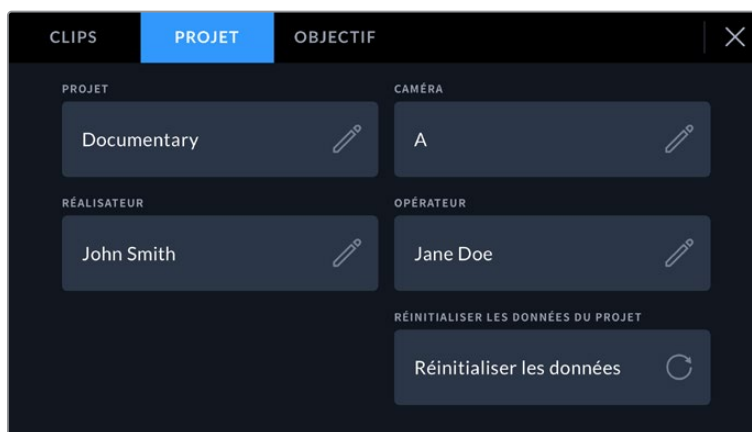 CLIPS PROJET OBJECTIF
PROJET CAMÉRA
Documentary A
RÉALISATEUR OPÉRATEUR
John Smith Jane Doe
RÉINITIALISER LES DONNÉES DU PROJET
Réinitialiser les données